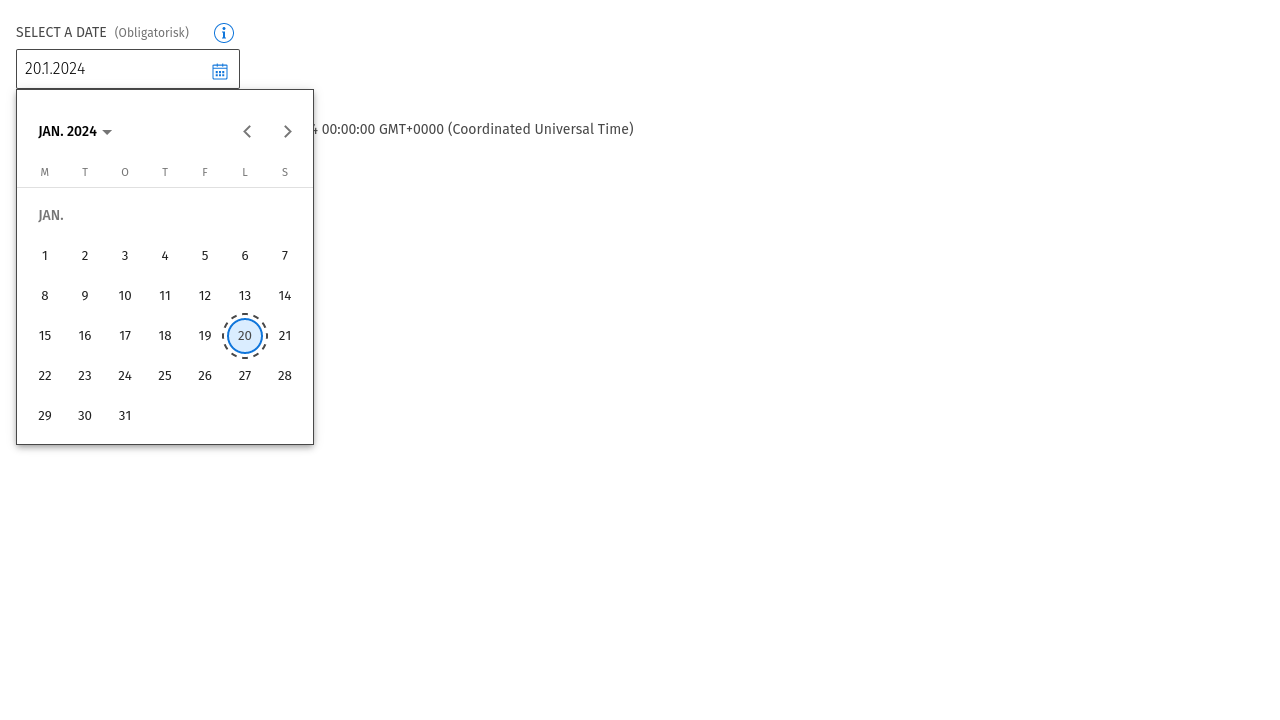 SELECT A DATE (Obligatorisk)
20.1.2024
JAN. 2024
00:00:00 GMT+0000 (Coordinated Universal Time)
M T O T F L S
JAN.
1 2 3 4 5 6 7
8 9 10 11 12 13 14
15 16 17 18 19 20 21
22 23 24 25 26 27 28
29 30 31